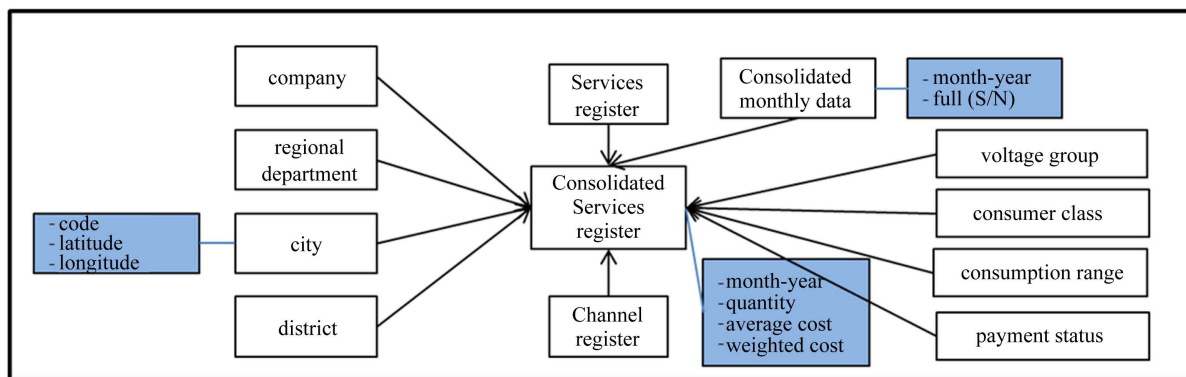 company
regional
department
- code
- latitude
- longitude
city
district
Services
register
Consolidated
Services
register
Channel
register
Consolidated
monthly data
- month-year
- full (S/N)
- month-year
- quantity
- average cost
- weighted cost
voltage group
consumer class
consumption range
payment status